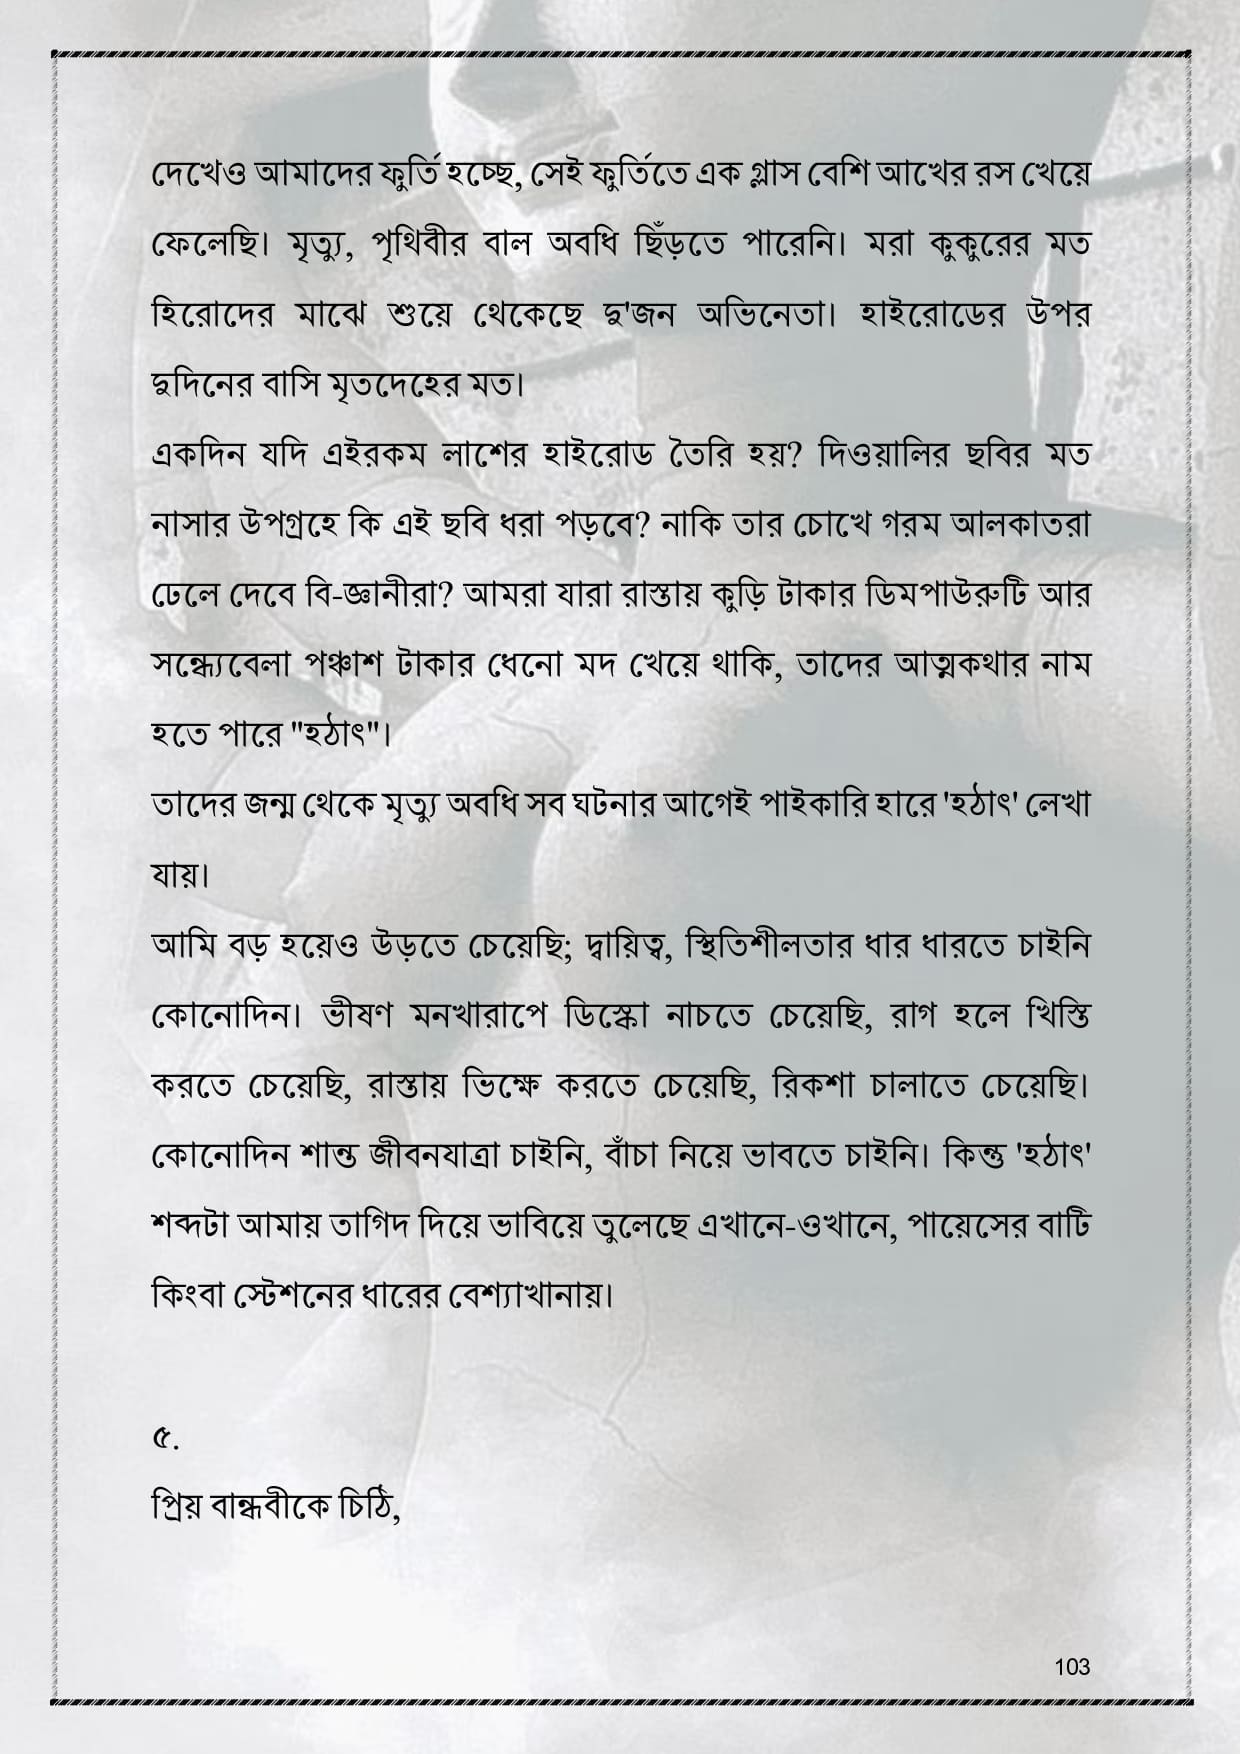 দেখেও আমাদের ফুর্তি হচ্ছে, সেই ফুর্তিতে এক গ্লাস বেশি আখের রস খেয়ে
ফেলেছি। মৃত্যু, পৃথিবীর বাল অবধি ছিঁড়তে পারেনি। মরা কুকুরের মত
হিরোদের মাঝে শুয়ে থেকেছে দু'জন অভিনেতা। হাইরোডের উপর
দুদিনের বাসি মৃতদেহের মত।
একদিন যদি এইরকম লাশের হাইরোড তৈরি হয়? দিওয়ালির ছবির মত
নাসার উপগ্রহে কি এই ছবি ধরা পড়বে? নাকি তার চোখে গরম আলকাতরা
ঢেলে দেবে বি-জ্ঞানীরা? আমরা যারা রাস্তায় কুড়ি টাকার ডিমপাউরুটি আর
সন্ধ্যেবেলা পঞ্চাশ টাকার ধেনো মদ খেয়ে থাকি, তাদের আত্মকথার নাম
হতে পারে "হঠাৎ"।
তাদের জন্ম থেকে মৃত্যু অবধি সব ঘটনার আগেই পাইকারি হারে 'হঠাৎ' লেখা
যায়।
আমি বড় হয়েও উড়তে চেয়েছি; দ্বায়িত্ব, স্থিতিশীলতার ধার ধারতে চাইনি
কোনোদিন। ভীষণ মনখারাপে ডিস্কো নাচতে চেয়েছি, রাগ হলে খিস্তি
করতে চেয়েছি, রাস্তায় ভিক্ষে করতে চেয়েছি, রিকশা চালাতে চেয়েছি।
কোনোদিন শান্ত জীবনযাত্রা চাইনি, বাঁচা নিয়ে ভাবতে চাইনি। কিন্তু 'হঠাৎ'
শব্দটা আমায় তাগিদ দিয়ে ভাবিয়ে তুলেছে এখানে-ওখানে, পায়েসের বাটি
কিংবা স্টেশনের ধারের বেশ্যাখানায়।
৫.
প্রিয় বান্ধবীকে চিঠি,
103